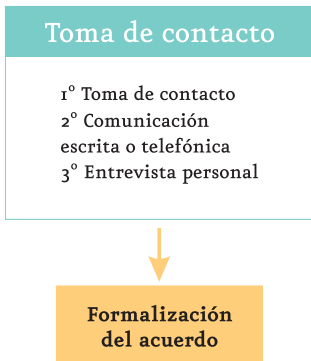 Toma de contacto
1º Toma de contacto
2º Comunicación
escrita o telefónica
3º Entrevista personal
Formalización
del acuerdo